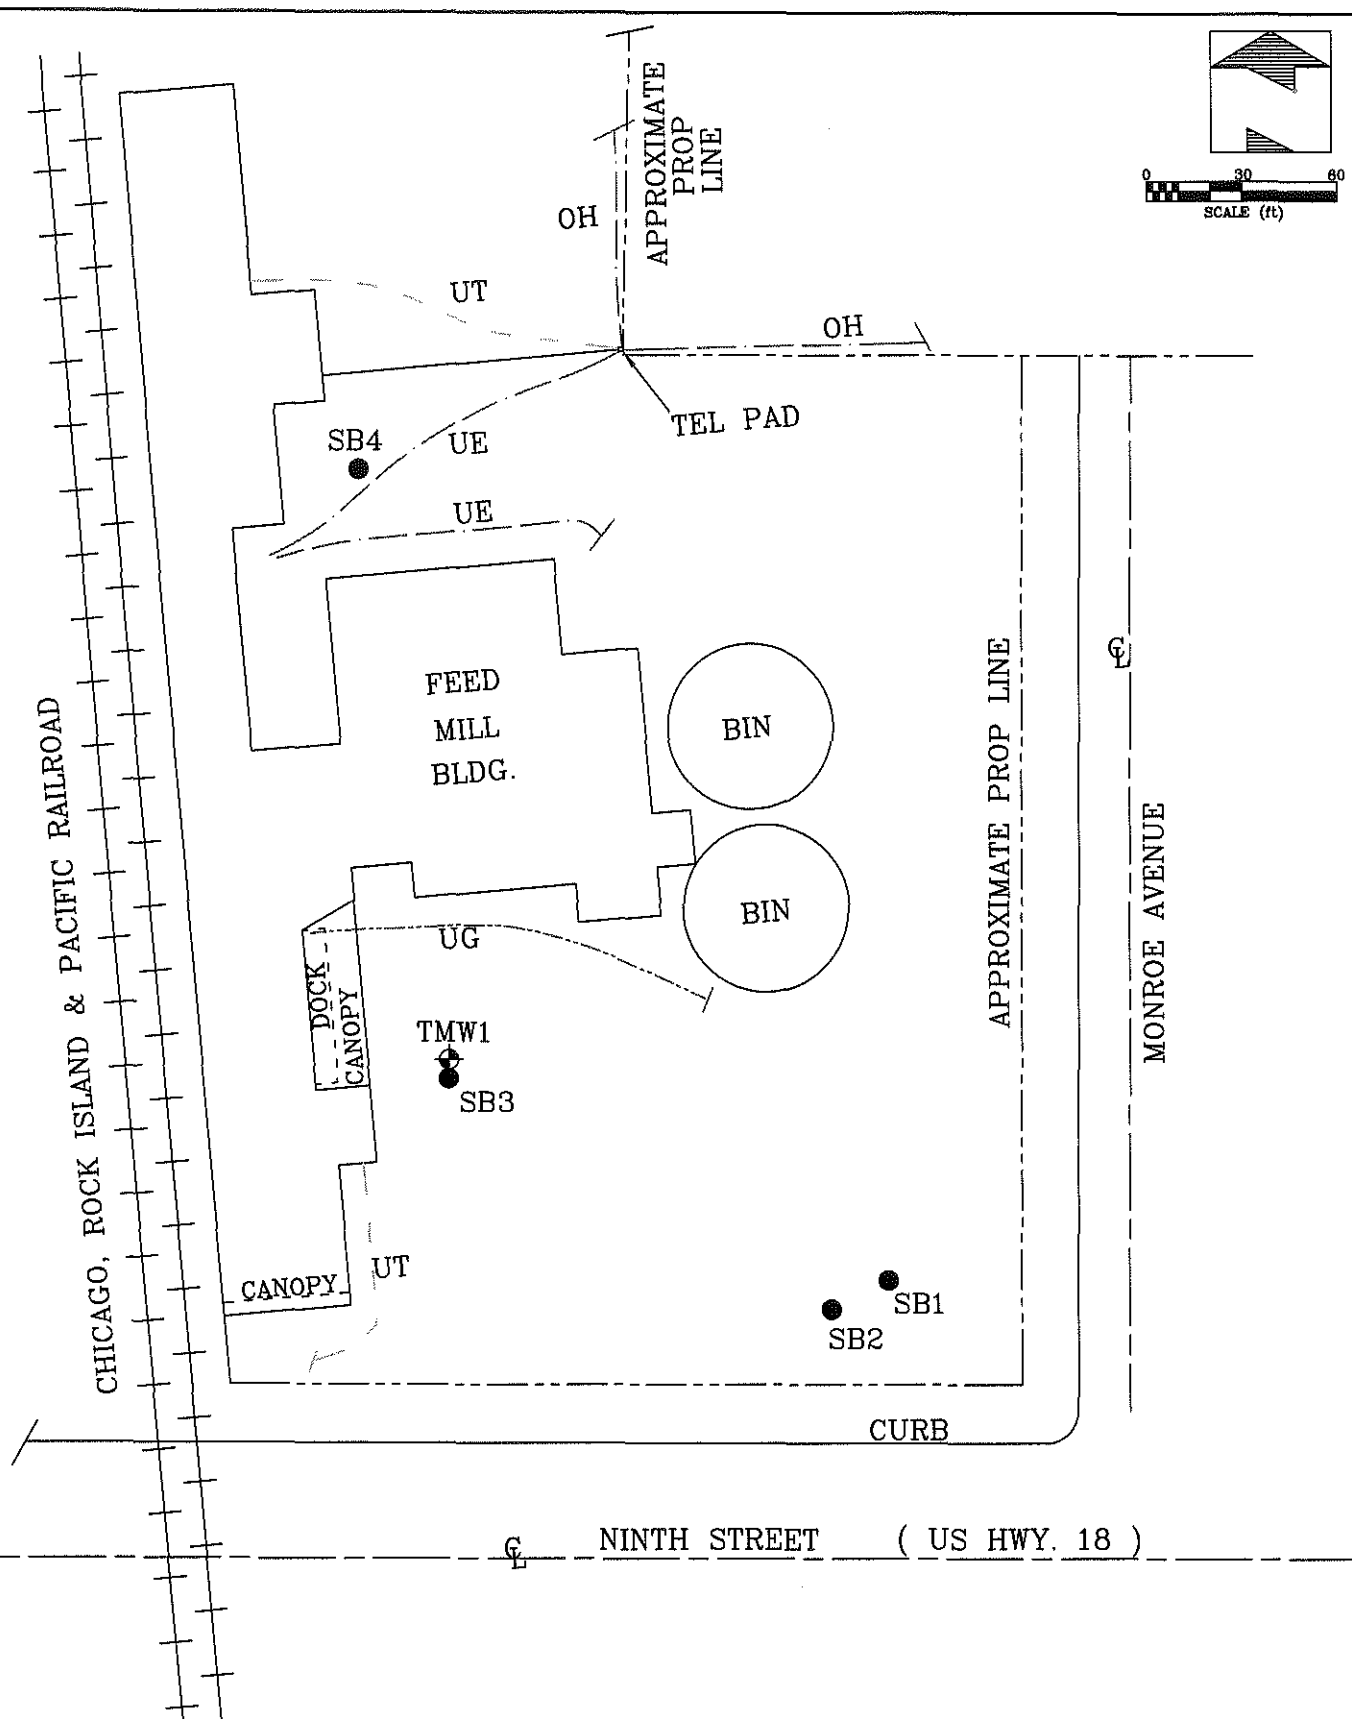 APPROXIMATE
PROP
LINE
0 30 60
SCALE (ft)
OH
UT
OH
TEL PAD
SB4
UE
UE
FEED
MILL
BLDG.
BIN
BIN
APPROXIMATE PROP LINE
℄
MONROE AVENUE
CHICAGO, ROCK ISLAND & PACIFIC RAILROAD
UG
DOCK
CANOPY
TMW1
SB3
UT
CANOPY
SB1
SB2
CURB
℄ NINTH STREET ( US HWY. 18 )